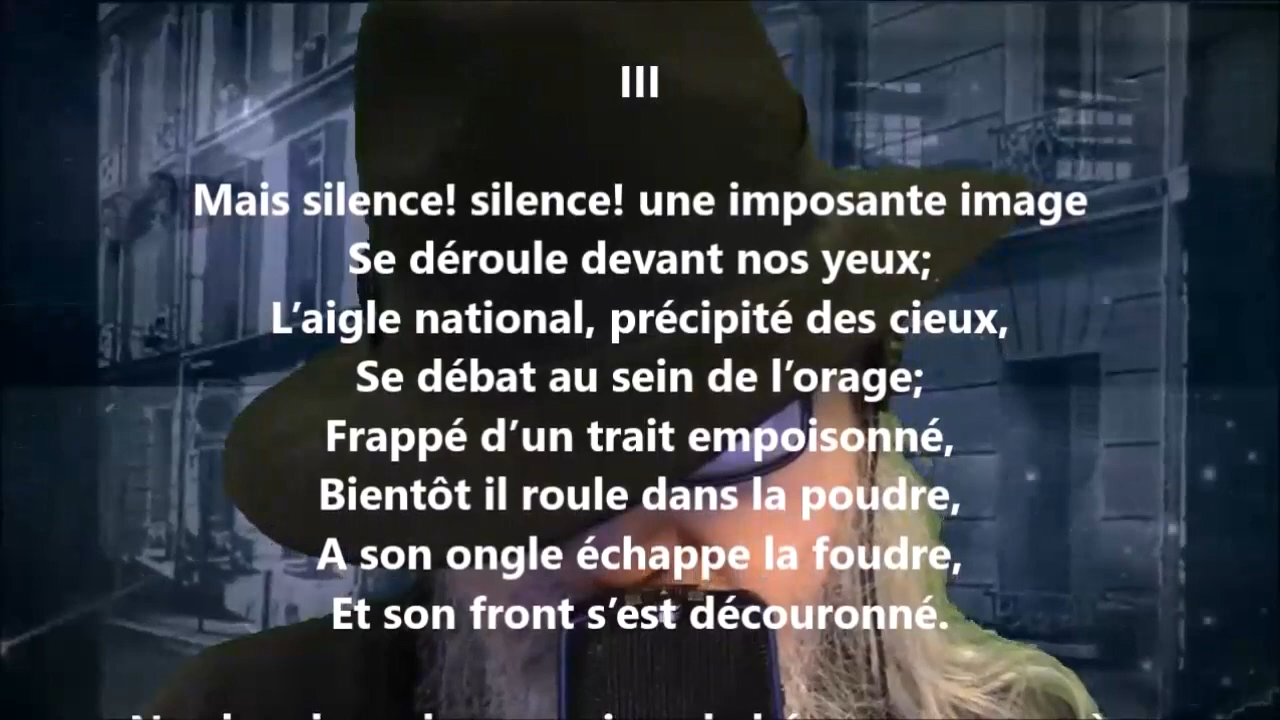 III
Mais silence! silence! une imposante image
Se déroule devant nos yeux;
L’aigle national, précipité des cieux,
Se débat au sein de l’orage;
Frappé d’un trait empoisonné,
Bientôt il roule dans la poudre,
A son ongle échappe la foudre,
Et son front s’est découronné.